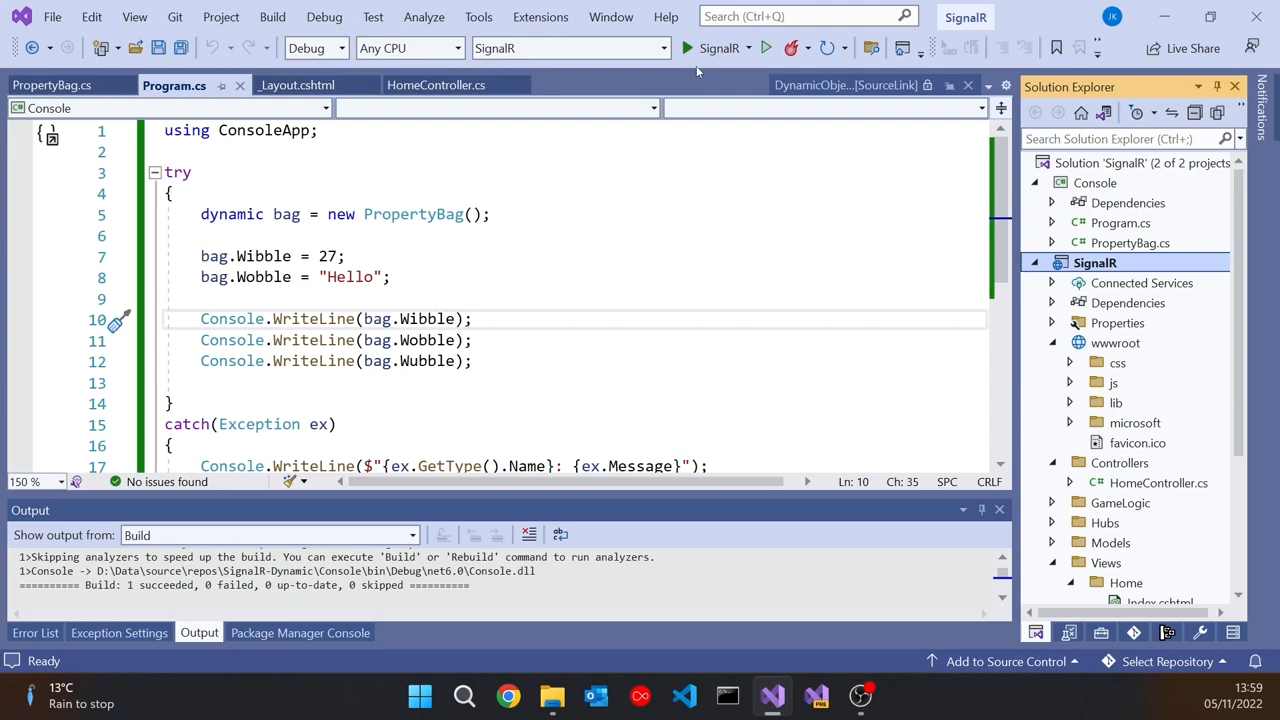 File Edit View Git Project Build Debug Test Analyze Tools Extensions Window Help Search (Ctrl+Q) SignalR JK
Debug Any CPU SignalR SignalR Live Share
PropertyBag.cs Program.cs _Layout.cshtml HomeController.cs DynamicObje...[SourceLink]
Console
1 using ConsoleApp;
2
3 try
4 {
5 dynamic bag = new PropertyBag();
6
7 bag.Wibble = 27;
8 bag.Wobble = "Hello";
9
10 Console.WriteLine(bag.Wibble);
11 Console.WriteLine(bag.Wobble);
12 Console.WriteLine(bag.Wubble);
13
14 }
15 catch(Exception ex)
16 {
17 Console.WriteLine($"{ex.GetType().Name}: {ex.Message}");
150 % No issues found Ln: 10 Ch: 35 SPC CRLF
Output
Show output from: Build
1>Skipping analyzers to speed up the build. You can execute 'Build' or 'Rebuild' command to run analyzers.
1>Console -> D:\Data\source\repos\SignalR-Dynamic\Console\bin\Debug\net6.0\Console.dll
========== Build: 1 succeeded, 0 failed, 0 up-to-date, 0 skipped ==========
Error List Exception Settings Output Package Manager Console
Solution Explorer
Search Solution Explorer (Ctrl+;)
Solution 'SignalR' (2 of 2 projects
Console
Dependencies
C# Program.cs
C# PropertyBag.cs
SignalR
Connected Services
Dependencies
Properties
wwwroot
css
js
lib
microsoft
favicon.ico
Controllers
C# HomeController.cs
GameLogic
Hubs
Models
Views
Home
Index.cshtml
Notifications
Ready Add to Source Control Select Repository
13°C
Rain to stop
PRE
13:59
05/11/2022